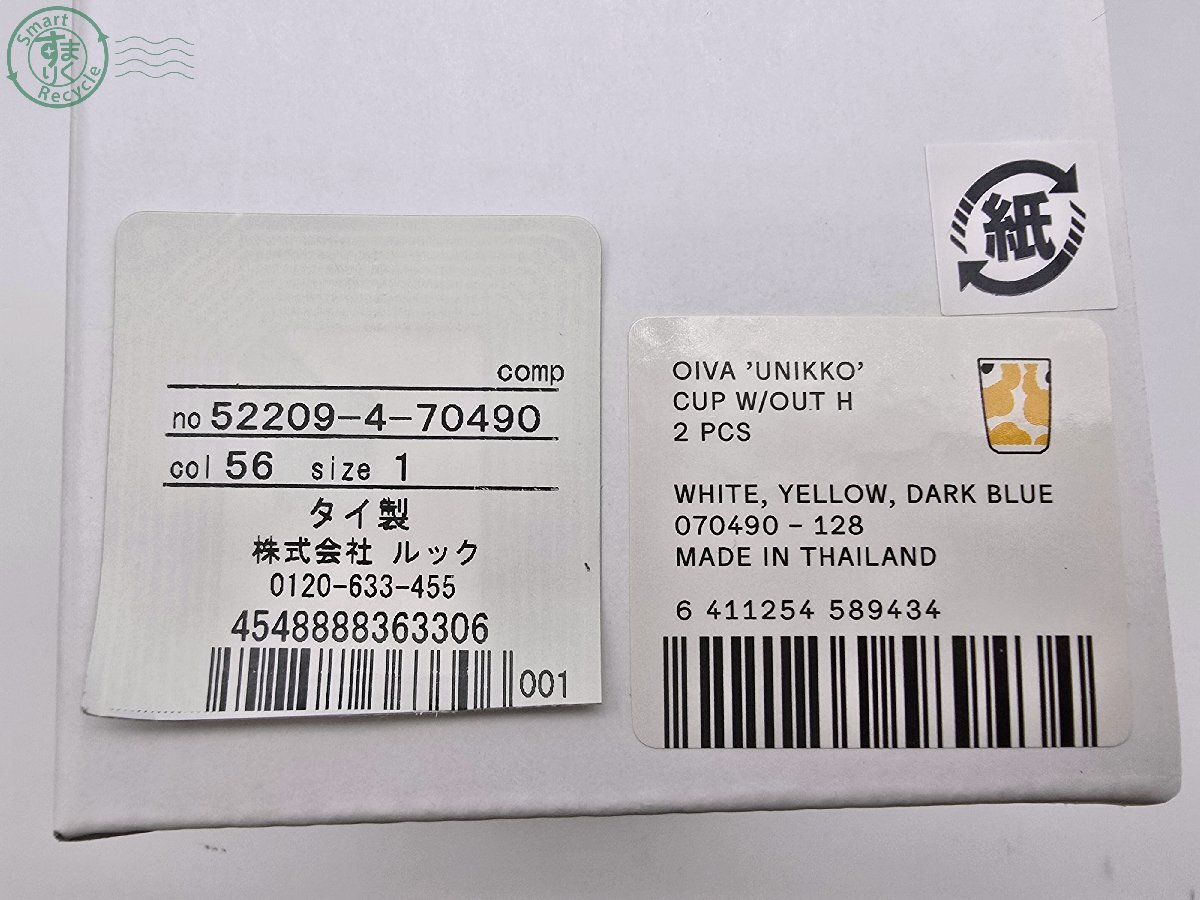 Smart
すまりく
Recycle
紙
comp
no 52209-4-70490
col 56 size 1
タイ製
株式会社 ルック
0120-633-455
4548888363306
001
OIVA ’UNIKKO’
CUP W/OUT H
2 PCS
WHITE, YELLOW, DARK BLUE
070490 – 128
MADE IN THAILAND
6 411254 589434